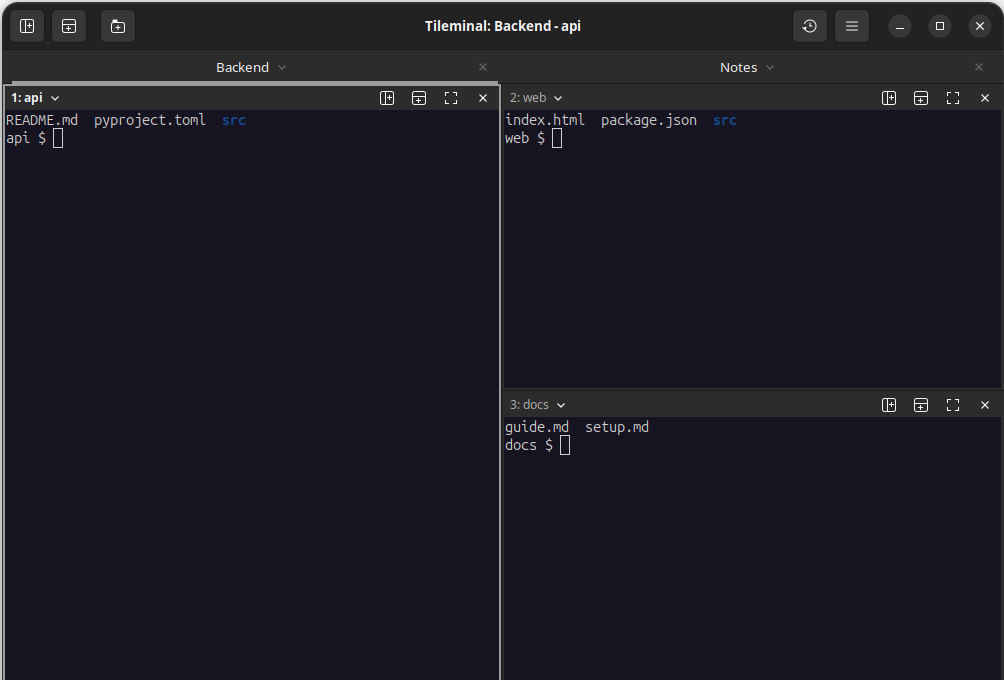 Tileminal: Backend - api
Backend
Notes
1: api
README.md  pyproject.toml  src
api $
2: web
index.html  package.json  src
web $
3: docs
guide.md  setup.md
docs $